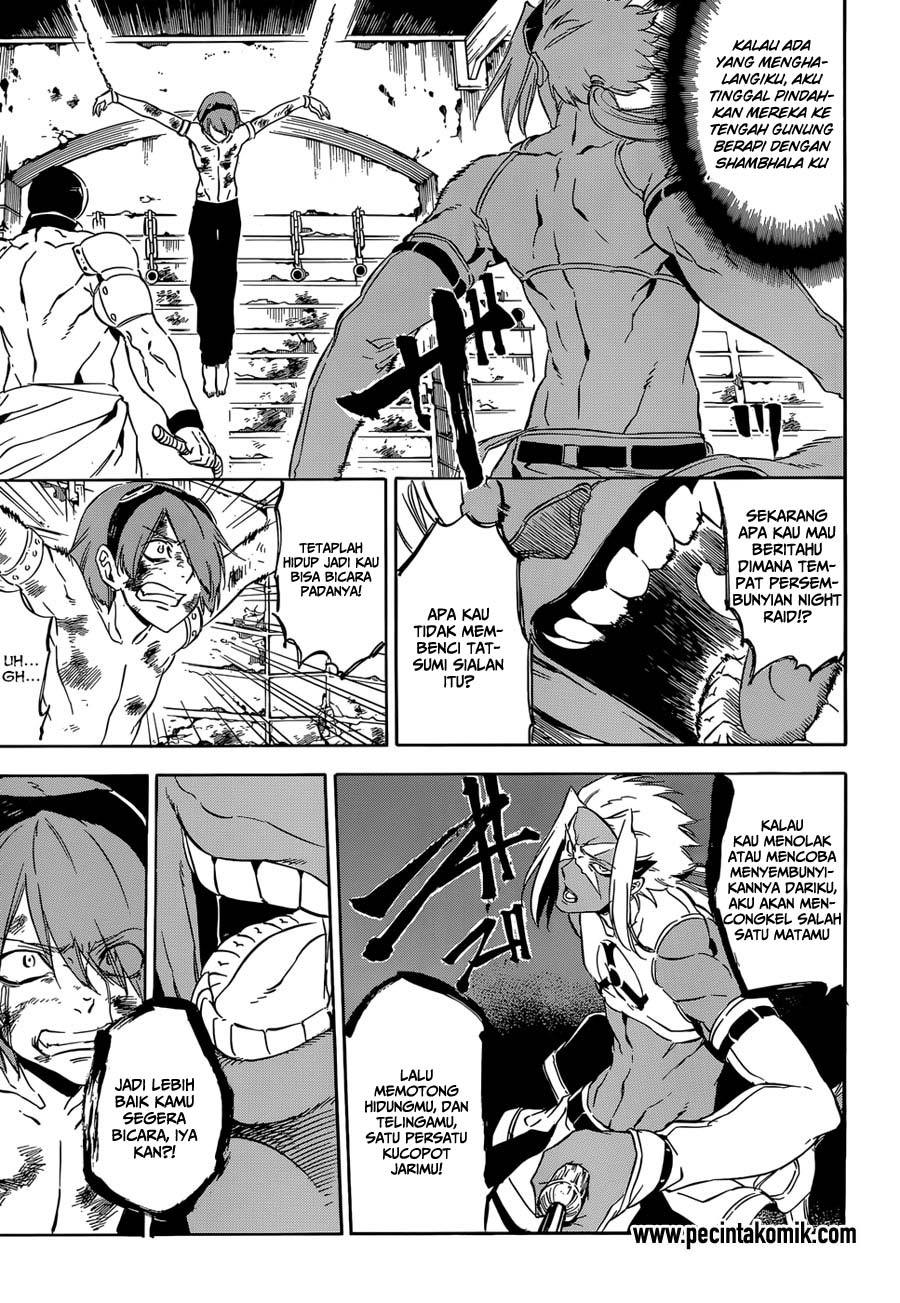 KALAU ADA
YANG MENGHA-
LANGIKU, AKU
TINGGAL PINDAH-
KAN MEREKA KE
TENGAH GUNUNG
BERAPI DENGAN
SHAMBHALA KU
SEKARANG
APA KAU MAU
BERITAHU
DIMANA TEM-
PAT PERSEM-
BUNYIAN NIGHT
RAID!?
APA KAU
TIDAK MEM-
BENCI TAT-
SUMI SIALAN
ITU?
TETAPLAH
HIDUP JADI KAU
BISA BICARA
PADANYA!
UH...
GH...
KALAU
KAU MENOLAK
ATAU MENCOBA
MENYEMBUNYI-
KANNYA DARIKU,
AKU AKAN MEN-
CONGKEL SALAH
SATU MATAMU
LALU
MEMOTONG
HIDUNGMU, DAN
TELINGAMU,
SATU PERSATU
KUCOPOT
JARIMU!
JADI LEBIH
BAIK KAMU
SEGERA
BICARA, IYA
KAN?!
www.pecintakomik.com